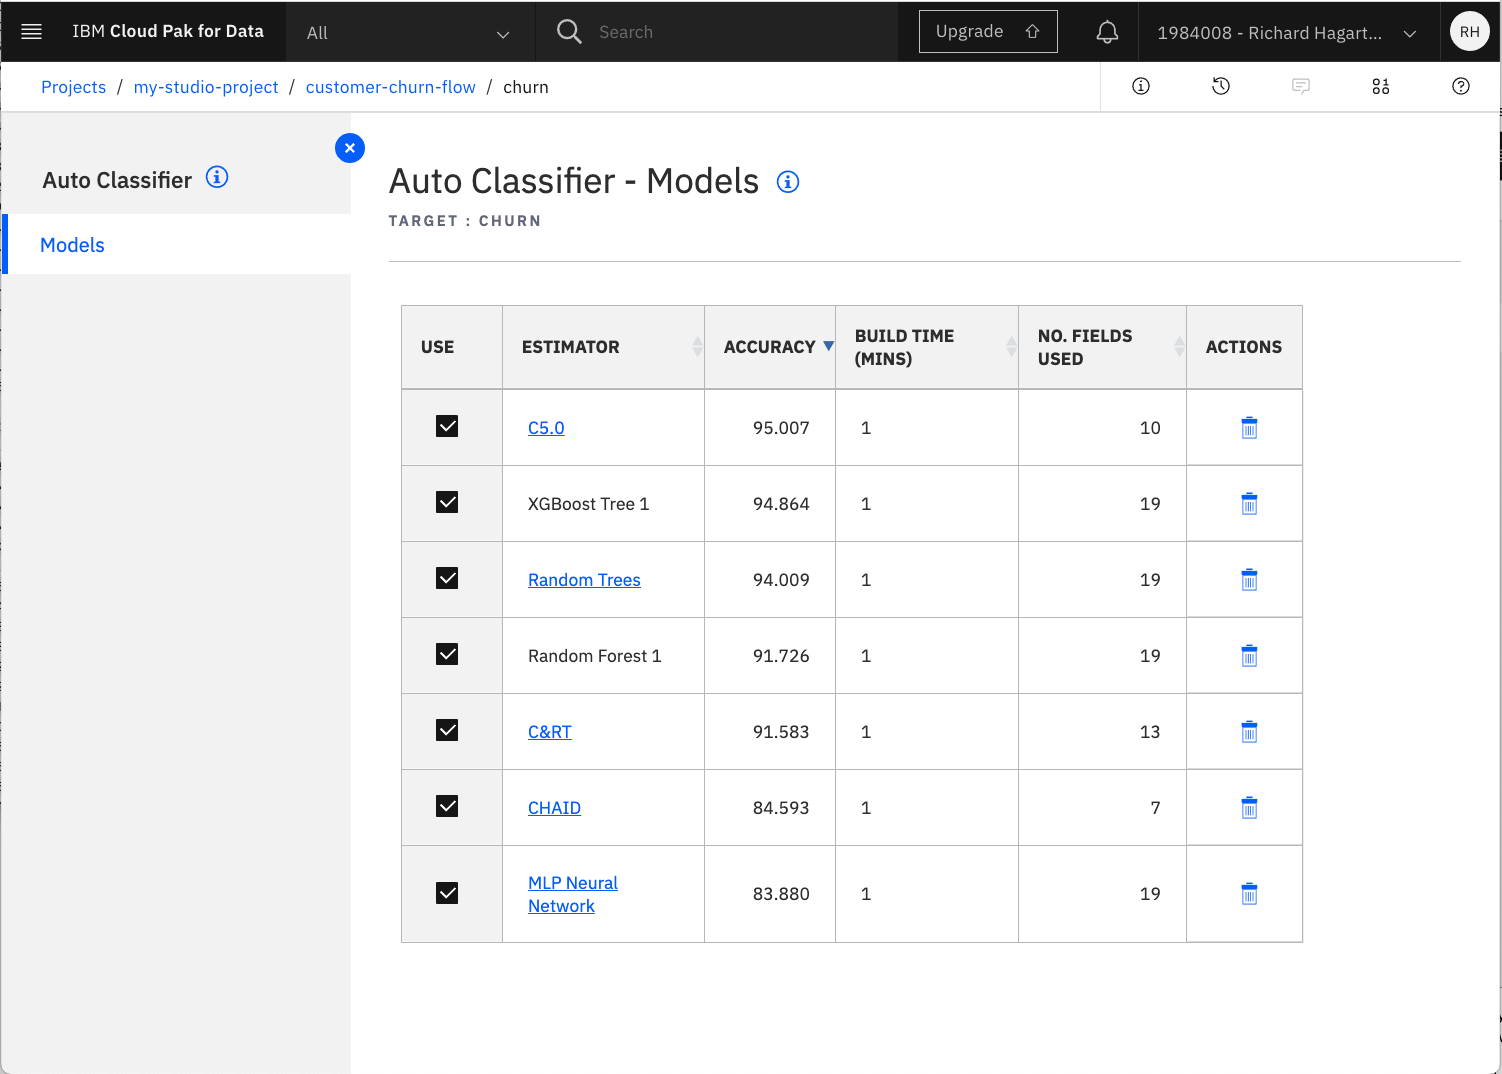 IBM Cloud Pak for Data
All
Search
Upgrade
1984008 - Richard Hagart...
RH
Projects / my-studio-project / customer-churn-flow / churn
Auto Classifier
Models
Auto Classifier - Models
TARGET : CHURN
USE ESTIMATOR ACCURACY BUILD TIME (MINS) NO. FIELDS USED ACTIONS
C5.0 95.007 1 10
XGBoost Tree 1 94.864 1 19
Random Trees 94.009 1 19
Random Forest 1 91.726 1 19
C&RT 91.583 1 13
CHAID 84.593 1 7
MLP Neural Network 83.880 1 19